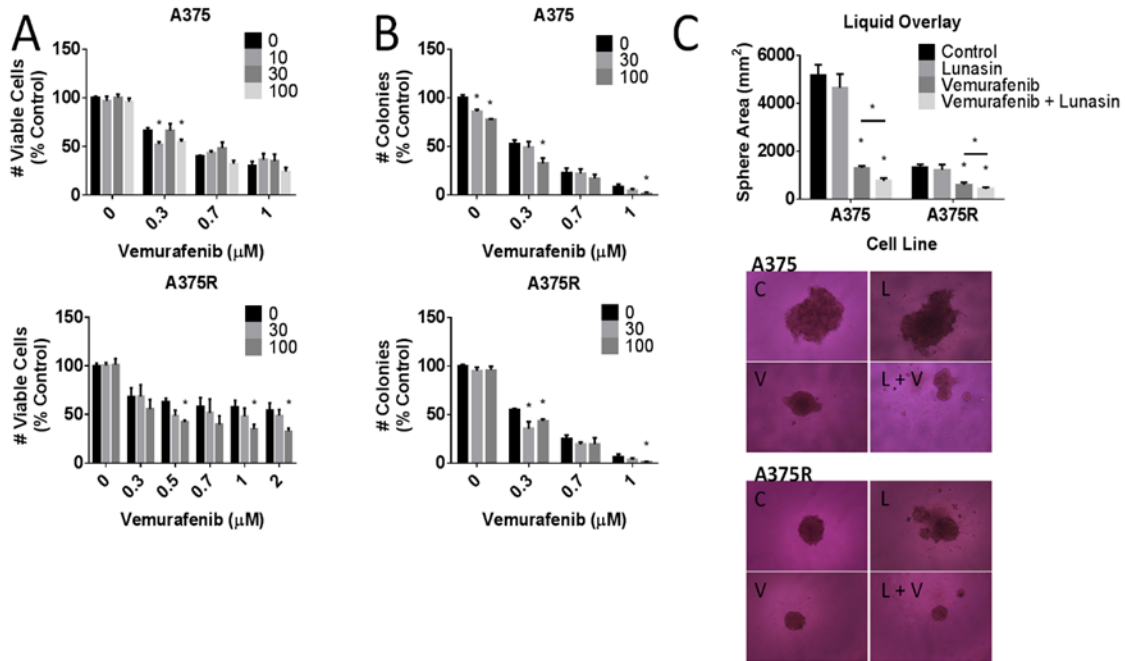 A
A375
# Viable Cells
(% Control)
150
100
50
0
0
10
30
100
* *
0 0.3 0.7 1
Vemurafenib (μM)
A375R
# Viable Cells
(% Control)
150
100
50
0
0
30
100
* * *
0 0.3 0.5 0.7 1 2
Vemurafenib (μM)
B
A375
# Colonies
(% Control)
150
100
50
0
0
30
100
* * * *
0 0.3 0.7 1
Vemurafenib (μM)
A375R
# Colonies
(% Control)
150
100
50
0
0
30
100
* * *
0 0.3 0.7 1
Vemurafenib (μM)
C
Liquid Overlay
Sphere Area (mm²)
6000
4000
2000
0
Control
Lunasin
Vemurafenib
Vemurafenib + Lunasin
* *
* * * *
A375 A375R
Cell Line
A375
C L
V L + V
A375R
C L
V L + V